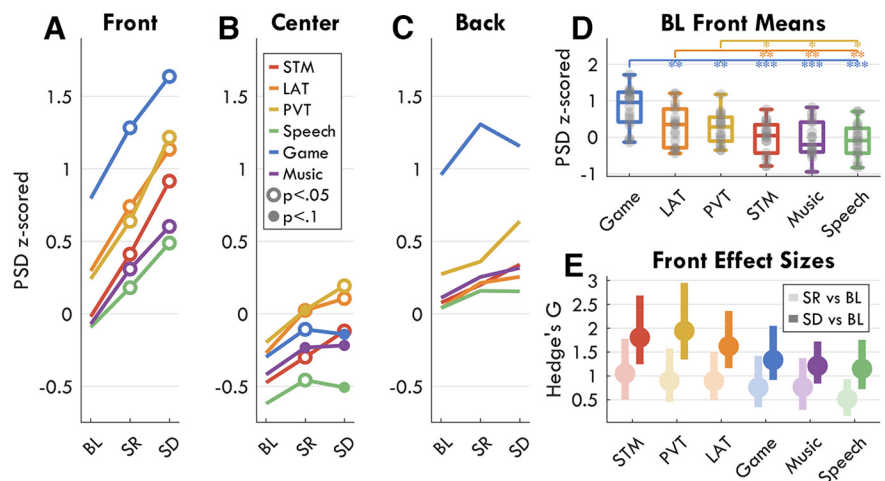 A Front
PSD z-scored
1.5
1
0.5
0
-0.5
BL SR SD
B Center
1.5
1
0.5
0
-0.5
STM
LAT
PVT
Speech
Game
Music
p<.05
p<.1
BL SR SD
C Back
1.5
1
0.5
0
-0.5
BL SR SD
D BL Front Means
PSD z-scored
2
1
0
-1
* * *
** **
** ** *** *** ***
Game LAT PVT STM Music Speech
E Front Effect Sizes
Hedge's G
3
2.5
2
1.5
1
0.5
SR vs BL
SD vs BL
STM PVT LAT Game Music Speech